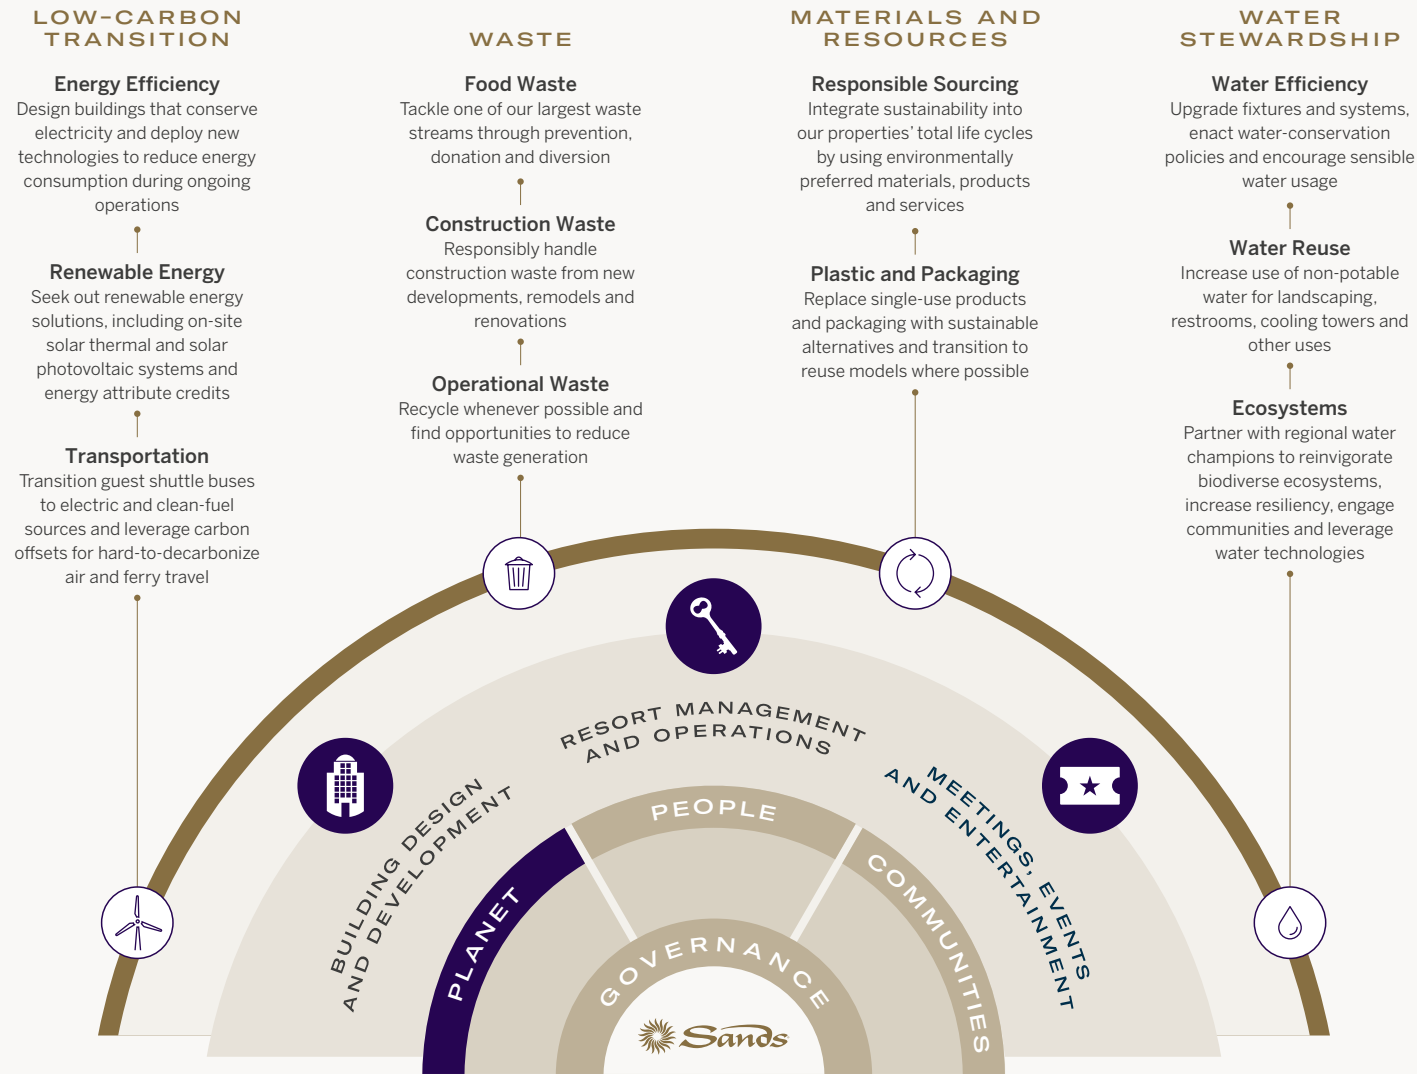 LOW-CARBON
TRANSITION
Energy Efficiency
Design buildings that conserve
electricity and deploy new
technologies to reduce energy
consumption during ongoing
operations
Renewable Energy
Seek out renewable energy
solutions, including on-site
solar thermal and solar
photovoltaic systems and
energy attribute credits
Transportation
Transition guest shuttle buses
to electric and clean-fuel
sources and leverage carbon
offsets for hard-to-decarbonize
air and ferry travel
WASTE
Food Waste
Tackle one of our largest waste
streams through prevention,
donation and diversion
Construction Waste
Responsibly handle
construction waste from new
developments, remodels and
renovations
Operational Waste
Recycle whenever possible and
find opportunities to reduce
waste generation
MATERIALS AND
RESOURCES
Responsible Sourcing
Integrate sustainability into
our properties' total life cycles
by using environmentally
preferred materials, products
and services
Plastic and Packaging
Replace single-use products
and packaging with sustainable
alternatives and transition to
reuse models where possible
WATER
STEWARDSHIP
Water Efficiency
Upgrade fixtures and systems,
enact water-conservation
policies and encourage sensible
water usage
Water Reuse
Increase use of non-potable
water for landscaping,
restrooms, cooling towers and
other uses
Ecosystems
Partner with regional water
champions to reinvigorate
biodiverse ecosystems,
increase resiliency, engage
communities and leverage
water technologies
BUILDING DESIGN
AND DEVELOPMENT
RESORT MANAGEMENT
AND OPERATIONS
MEETINGS, EVENTS
AND ENTERTAINMENT
PLANET
PEOPLE
COMMUNITIES
GOVERNANCE
Sands